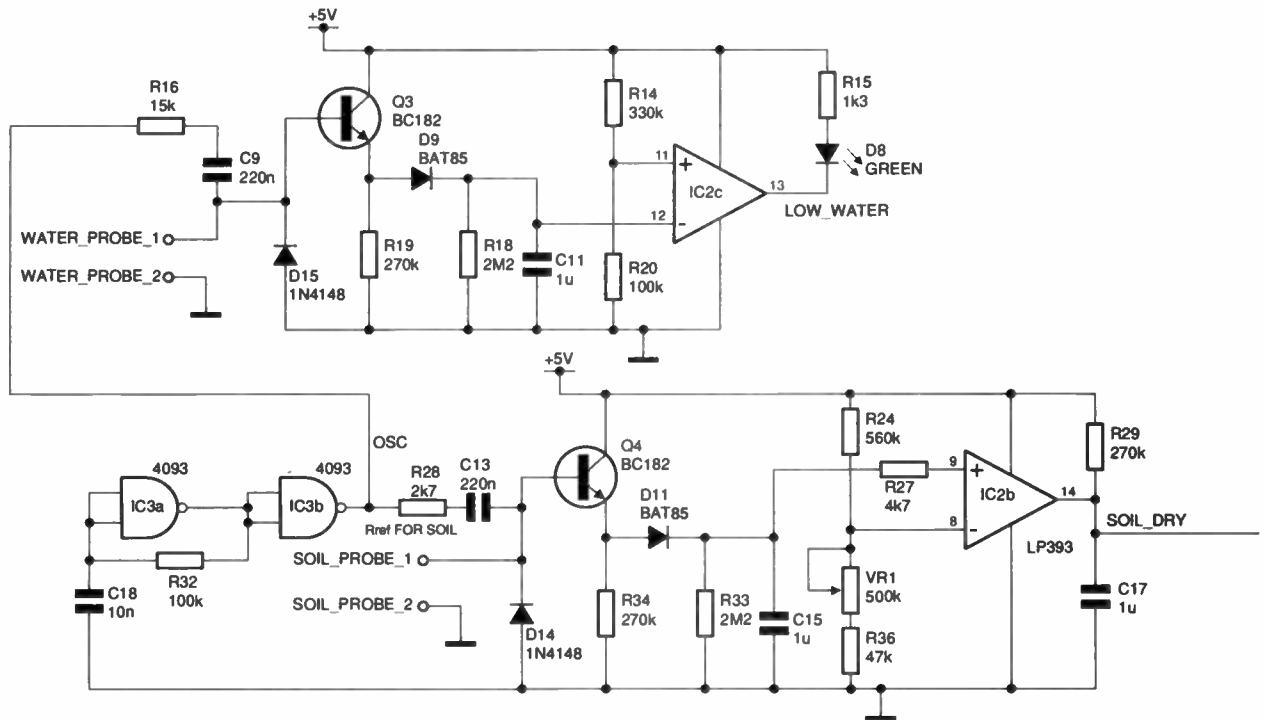 +5V
R16
15k
C9
220n
WATER_PROBE_1
WATER_PROBE_2
D15
1N4148
Q3
BC182
D9
BAT85
R19
270k
R18
2M2
C11
1u
R14
330k
R20
100k
11
+
12
-
IC2c
13
LOW_WATER
R15
1k3
D8
GREEN
+5V
OSC
4093
IC3a
4093
IC3b
R32
100k
C18
10n
R28
2k7
Rref FOR SOIL
C13
220n
SOIL_PROBE_1
SOIL_PROBE_2
D14
1N4148
Q4
BC182
D11
BAT85
R34
270k
R33
2M2
C15
1u
R24
560k
R27
4k7
VR1
500k
R36
47k
9
+
8
-
IC2b
14
LP393
R29
270k
SOIL_DRY
C17
1u